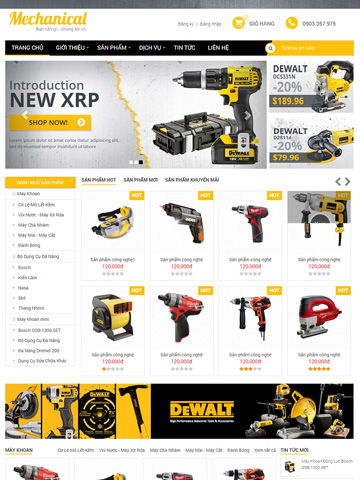 Mechanical
Bạn cần gì - chúng tôi có
Đăng ký | Đăng nhập
GIỎ HÀNG
0903.357.975
TRANG CHỦ
GIỚI THIỆU
SẢN PHẨM
DỊCH VỤ
TIN TỨC
LIÊN HỆ
Tìm kiếm
Introduction
NEW XRP
Lorem ipsum dolor sit amet, consectetur adipiscing elit,
sed do eiusmod tempor incididunt ut labore
SHOP NOW!
DEWALT
DCS331N
-20%
$189.96
DEWALT
D28114
-20%
$79.96
DANH MỤC SẢN PHẨM
Máy Khoan
Cờ Lê-Mỏ Lết-Kềm
Vòi Nước - Máy Xịt Rửa
Máy Chà Nhám
Máy Mài - Máy Cắt
Đánh Bóng
Bộ Dụng Cụ Đa Năng
Bosch
Kiến Lâm
Nasa
Skil
Thang Nhôm
Máy Khoan mini
Bosch GSB-1300 SET
Bộ Dụng Cụ Đa Năng
Đa Năng Dremel 200
Dụng Cụ Sửa Chữa Khác
SẢN PHẨM HOT
SẢN PHẨM MỚI
SẢN PHẨM KHUYẾN MÃI
HOT
HOT
HOT
HOT
Sản phẩm công nghệ1
120,000đ
Sản phẩm công nghệ
120,000đ
Sản phẩm công nghệ
120,000đ
Sản phẩm công nghệ
120,000đ
HOT
HOT
HOT
HOT
Sản phẩm công nghệ
120,000đ
Sản phẩm công nghệ
120,000đ
Sản phẩm công nghệ
120,000đ
Sản phẩm công nghệ
120,000đ
DEWALT
High Performance Industrial Tools & Accessories
MÁY KHOAN
Cờ Lê-Mỏ Lết-Kềm
Vòi Nước - Máy Xịt Rửa
Máy Chà Nhám
Máy Mài - Máy Cắt
Đánh Bóng
Xem tất cả
TIN TỨC MỚI
Máy Khoan Động Lực Bosch
GSB 1300 SET